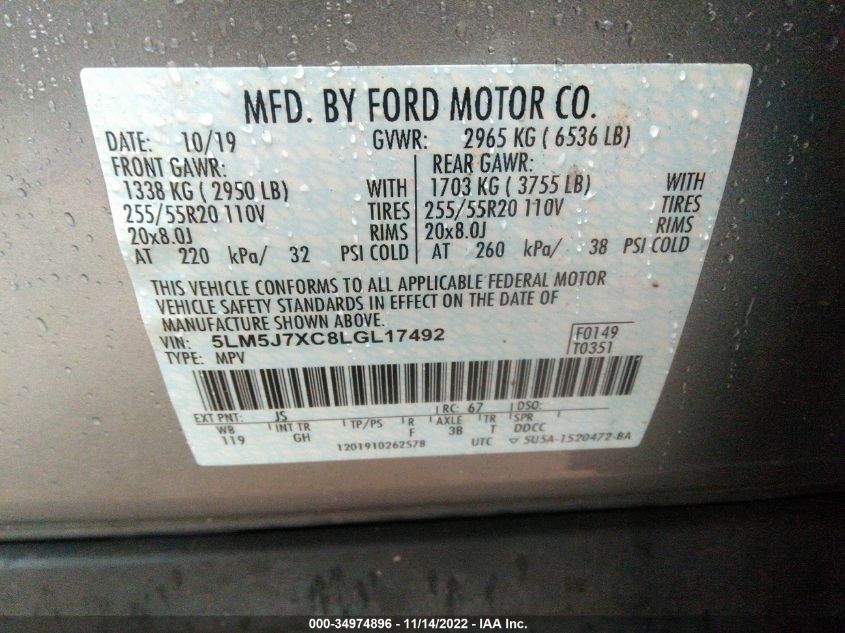 MFD. BY FORD MOTOR CO.
DATE: 10/19 GVWR: 2965 KG ( 6536 LB)
FRONT GAWR: REAR GAWR:
1338 KG ( 2950 LB) WITH 1703 KG ( 3755 LB) WITH
255/55R20 110V TIRES 255/55R20 110V TIRES
20x8.0J RIMS 20x8.0J RIMS
AT 220 kPa/ 32 PSI COLD AT 260 kPa/ 38 PSI COLD
THIS VEHICLE CONFORMS TO ALL APPLICABLE FEDERAL MOTOR
VEHICLE SAFETY STANDARDS IN EFFECT ON THE DATE OF
MANUFACTURE SHOWN ABOVE.
VIN: 5LM5J7XC8LGL17492 F0149
TYPE: MPV T0351
EXT PNT: JS RC: 67 DSO:
WB INT TR TP/PS R AXLE TR SPR
119 GH F 3B T DDCC
1201910262578 UTC ▽ 5U5A-1520472-BA
000-34974896 - 11/14/2022 - IAA Inc.